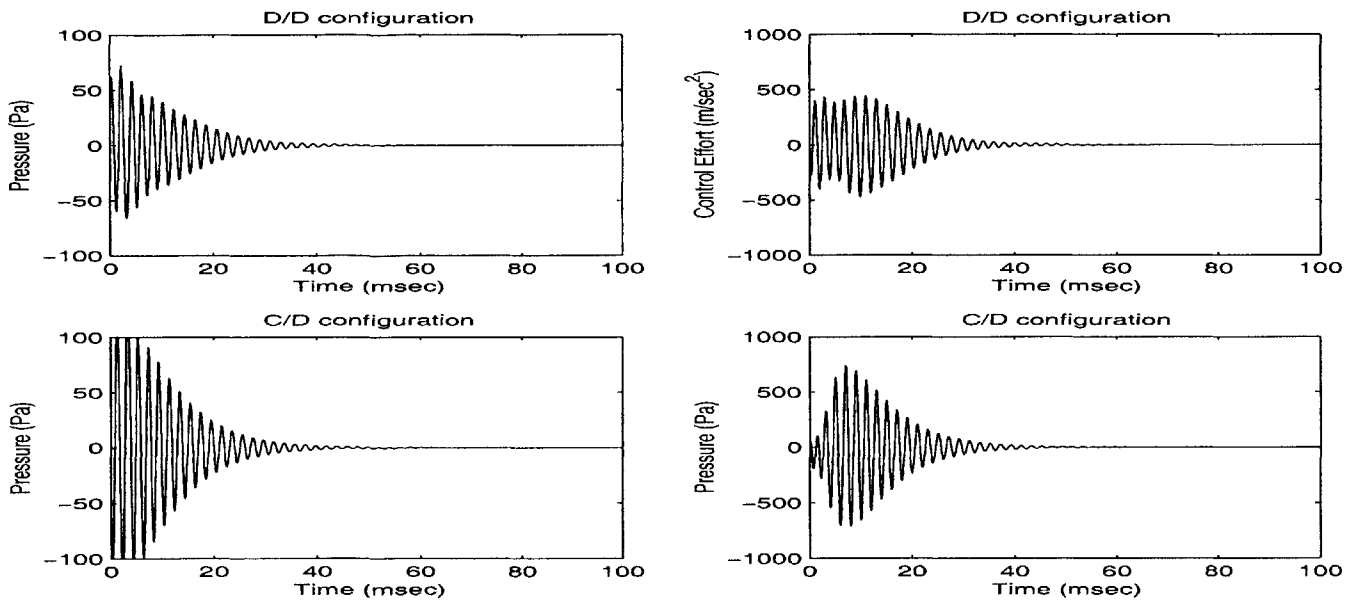 D/D configuration
100
50
0
−50
−100
Pressure (Pa)
0 20 40 60 80 100
Time (msec)
D/D configuration
1000
500
0
−500
−1000
Control Effort (m/sec²)
0 20 40 60 80 100
Time (msec)
C/D configuration
100
50
0
−50
−100
Pressure (Pa)
0 20 40 60 80 100
Time (msec)
C/D configuration
1000
500
0
−500
−1000
Pressure (Pa)
0 20 40 60 80 100
Time (msec)